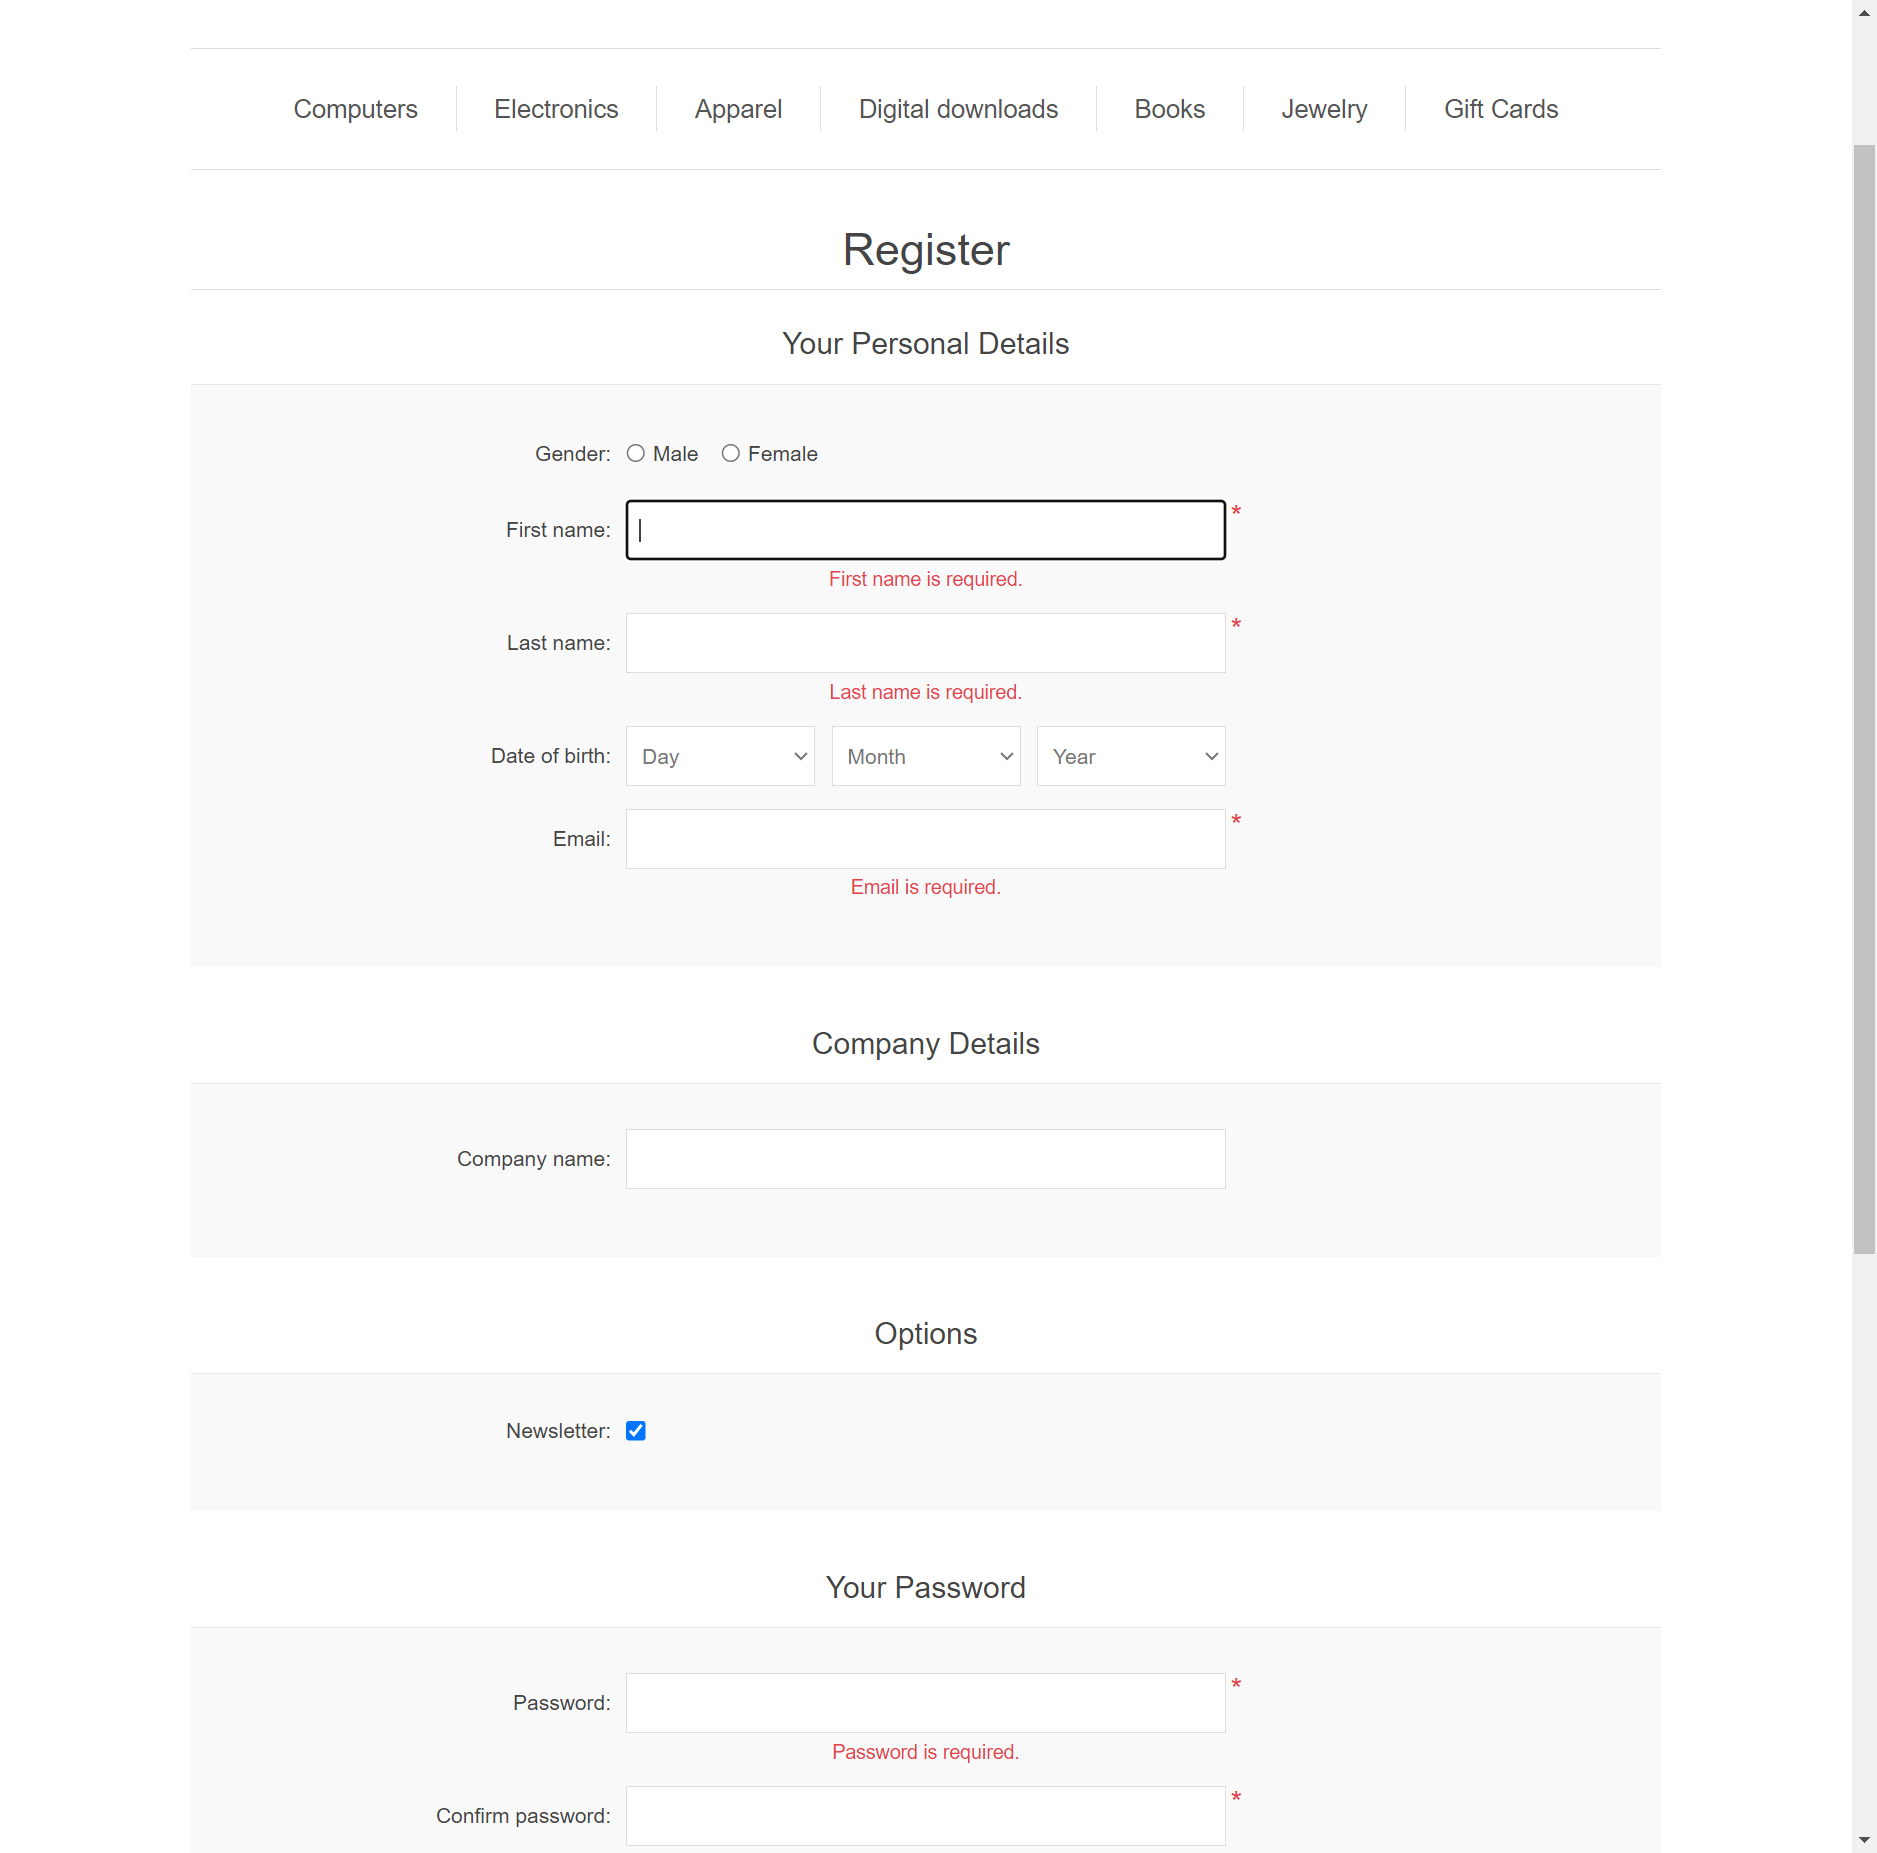 Computers Electronics Apparel Digital downloads Books Jewelry Gift Cards
Register
Your Personal Details
Gender: Male Female
First name: *
First name is required.
Last name: *
Last name is required.
Date of birth: Day Month Year
Email: *
Email is required.
Company Details
Company name:
Options
Newsletter:
Your Password
Password: *
Password is required.
Confirm password: *